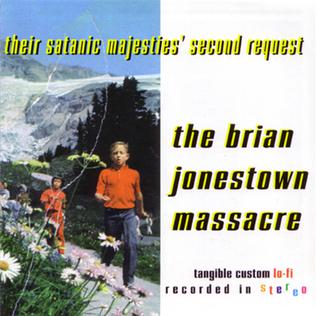 their satanic majesties' second request
the brian
jonestown
massacre
tangible custom lo-fi
recorded in stereo